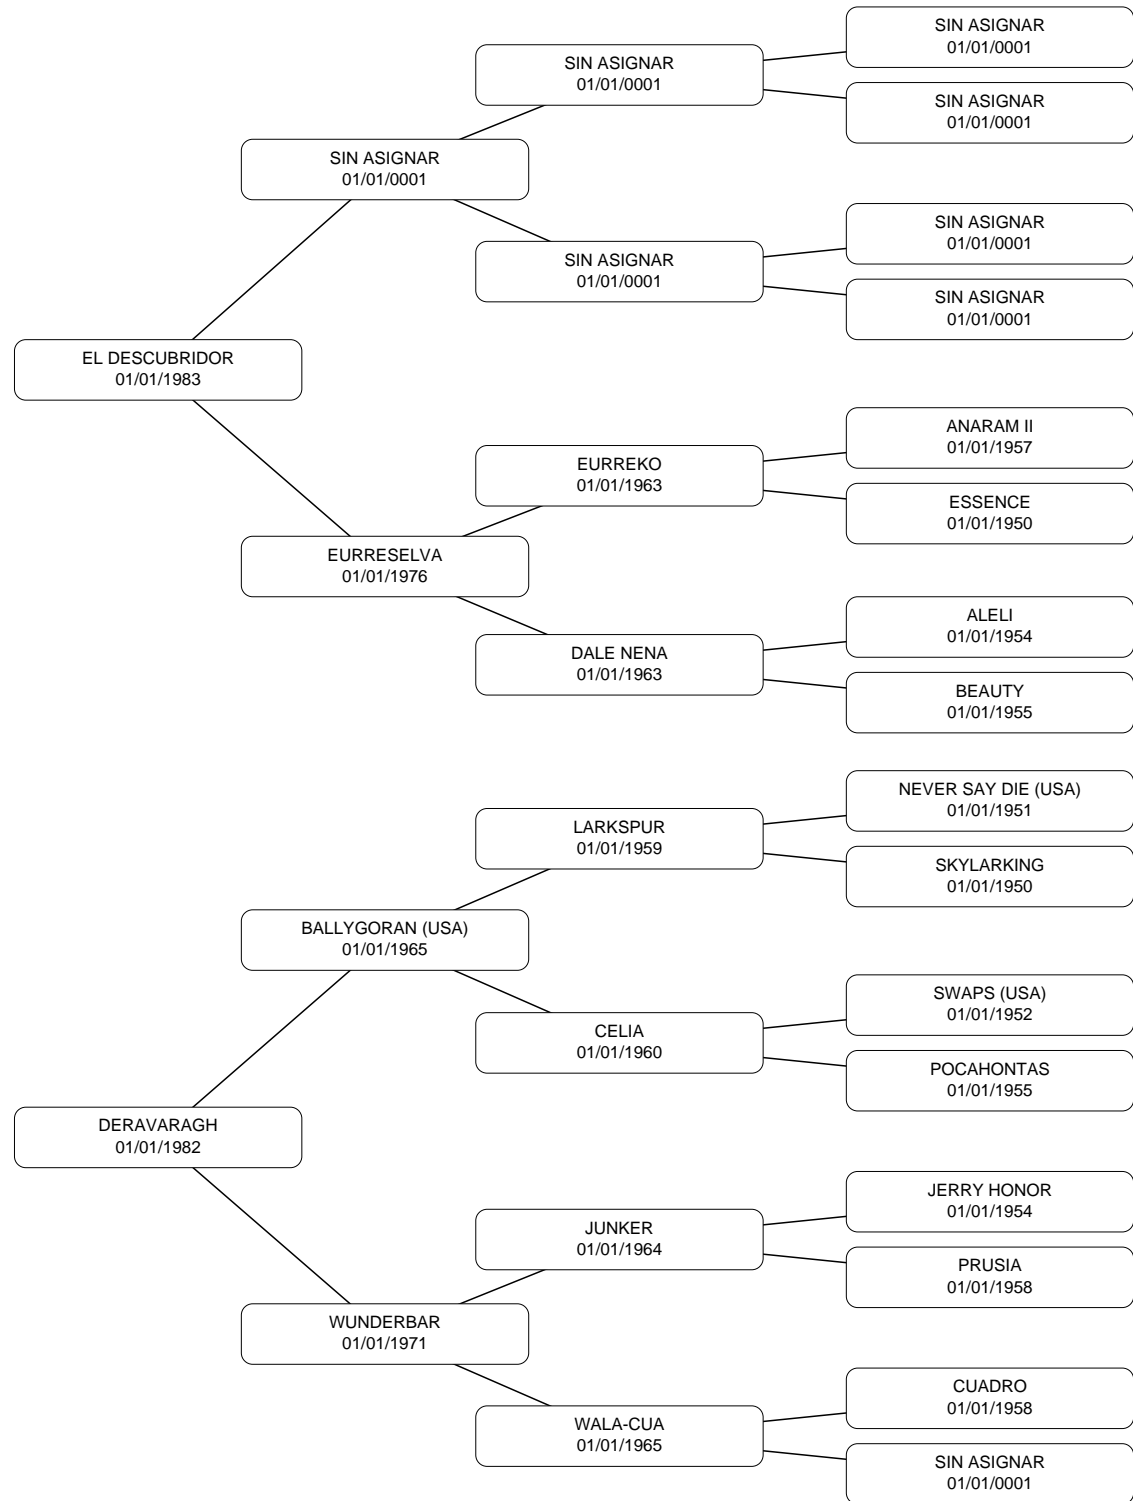 SIN ASIGNAR
01/01/0001
SIN ASIGNAR
01/01/0001
SIN ASIGNAR
01/01/0001
SIN ASIGNAR
01/01/0001
SIN ASIGNAR
01/01/0001
SIN ASIGNAR
01/01/0001
SIN ASIGNAR
01/01/0001
EL DESCUBRIDOR
01/01/1983
ANARAM II
01/01/1957
EURREKO
01/01/1963
ESSENCE
01/01/1950
EURRESELVA
01/01/1976
ALELI
01/01/1954
DALE NENA
01/01/1963
BEAUTY
01/01/1955
NEVER SAY DIE (USA)
01/01/1951
LARKSPUR
01/01/1959
SKYLARKING
01/01/1950
BALLYGORAN (USA)
01/01/1965
SWAPS (USA)
01/01/1952
CELIA
01/01/1960
POCAHONTAS
01/01/1955
DERAVARAGH
01/01/1982
JERRY HONOR
01/01/1954
JUNKER
01/01/1964
PRUSIA
01/01/1958
WUNDERBAR
01/01/1971
CUADRO
01/01/1958
WALA-CUA
01/01/1965
SIN ASIGNAR
01/01/0001